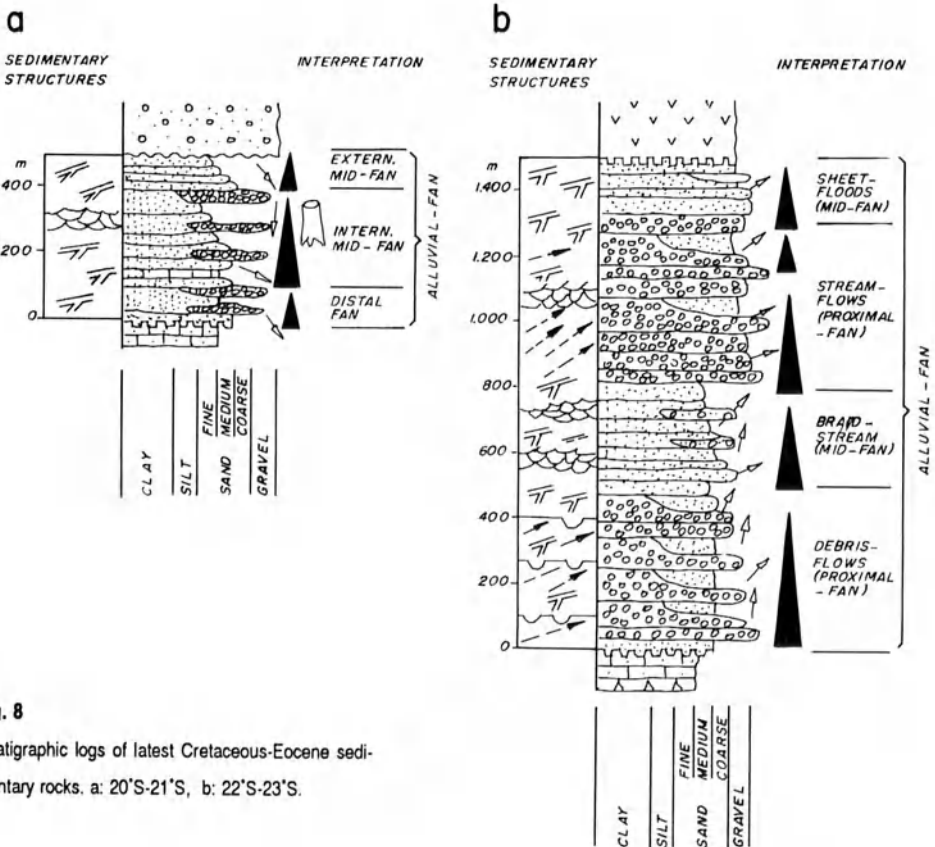 a
SEDIMENTARY
STRUCTURES
INTERPRETATION
m
400
200
0
EXTERN.
MID-FAN
INTERN.
MID-FAN
DISTAL
FAN
ALLUVIAL-FAN
CLAY
SILT
FINE
MEDIUM
COARSE
SAND
GRAVEL
b
SEDIMENTARY
STRUCTURES
INTERPRETATION
m
1.400
1.200
1.000
800
600
400
200
0
SHEET-
FLOODS
(MID-FAN)
STREAM-
FLOWS
(PROXIMAL
-FAN)
BRAID-
STREAM
(MID-FAN)
DEBRIS-
FLOWS
(PROXIMAL
-FAN)
ALLUVIAL-FAN
CLAY
SILT
FINE
MEDIUM
COARSE
SAND
GRAVEL
g. 8
atigraphic logs of latest Cretaceous-Eocene sedi-
ntary rocks. a: 20°S-21°S, b: 22°S-23°S.